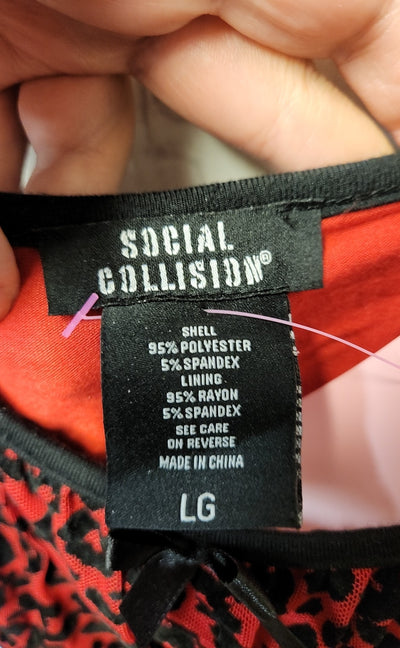 SOCIAL
COLLISION®
SHELL
95% POLYESTER
5% SPANDEX
LINING
95% RAYON
5% SPANDEX
SEE CARE
ON REVERSE
MADE IN CHINA
LG